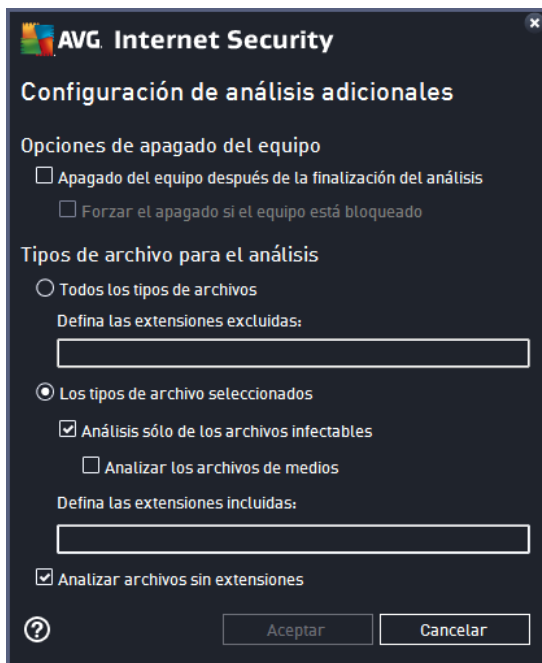 AVG. Internet Security
Configuración de análisis adicionales
Opciones de apagado del equipo
Apagado del equipo después de la finalización del análisis
Forzar el apagado si el equipo está bloqueado
Tipos de archivo para el análisis
Todos los tipos de archivos
Defina las extensiones excluidas:
Los tipos de archivo seleccionados
Análisis sólo de los archivos infectables
Analizar los archivos de medios
Defina las extensiones incluidas:
Analizar archivos sin extensiones
Aceptar
Cancelar